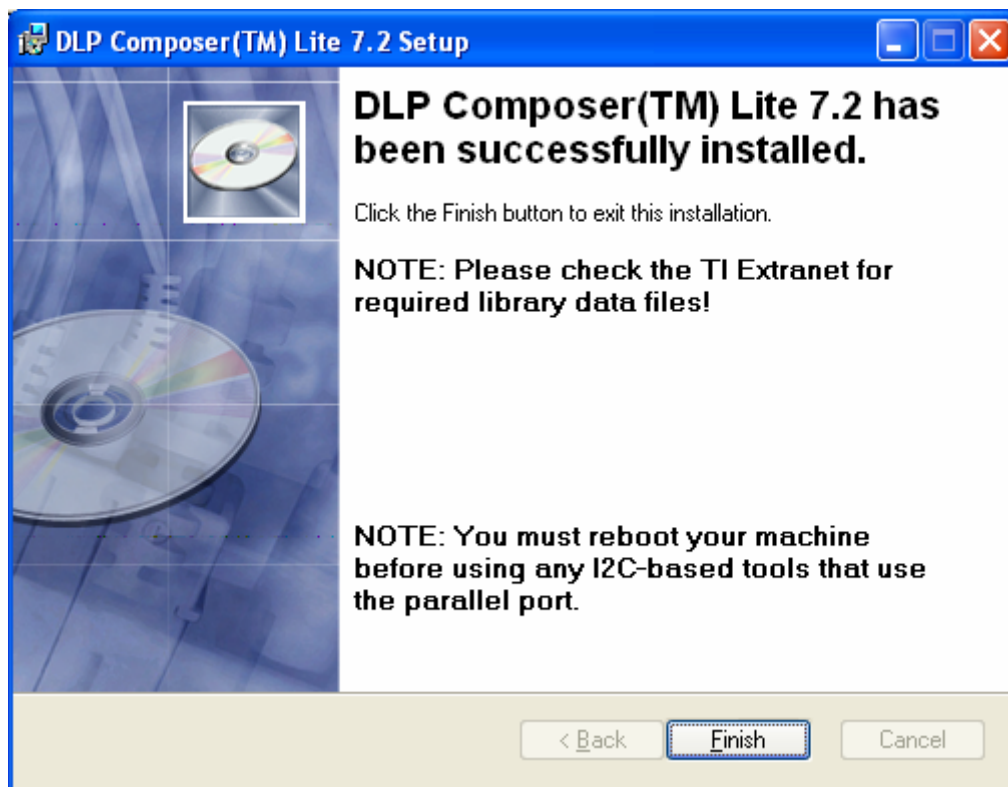 DLP Composer(TM) Lite 7.2 Setup
DLP Composer(TM) Lite 7.2 has
been successfully installed.
Click the Finish button to exit this installation.
NOTE: Please check the TI Extranet for
required library data files!
NOTE: You must reboot your machine
before using any I2C-based tools that use
the parallel port.
< Back Finish Cancel